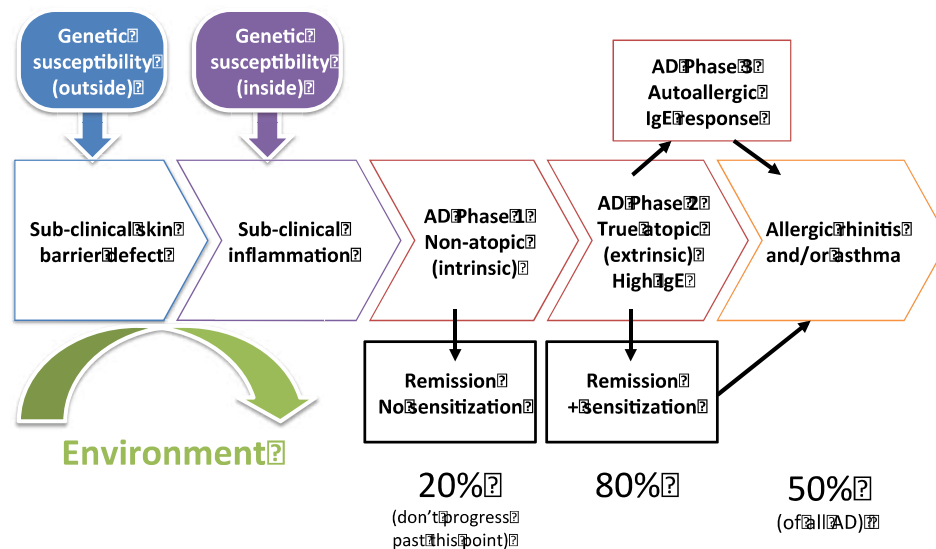 Genetic
susceptibility
(outside)
Genetic
susceptibility
(inside)
AD Phase 3
Autoallergic
IgE response
Sub-clinical skin
barrier defect
Sub-clinical
inflammation
AD Phase 1
Non-atopic
(intrinsic)
AD Phase 2
True atopic
(extrinsic)
High IgE
Allergic rhinitis
and/or asthma
Remission
No sensitization
Remission
+ sensitization
Environment
20%
(don't progress
past this point)
80%
50%
(of all AD)